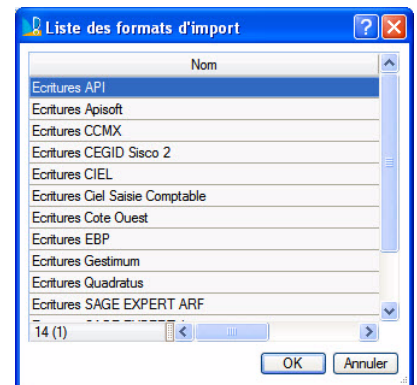 Liste des formats d'import
Nom
Ecritures API
Ecritures Apisoft
Ecritures CCMX
Ecritures CEGID Sisco 2
Ecritures CIEL
Ecritures Ciel Saisie Comptable
Ecritures Cote Ouest
Ecritures EBP
Ecritures Gestimum
Ecritures Quadratus
Ecritures SAGE EXPERT ARF
14 (1)
OK Annuler